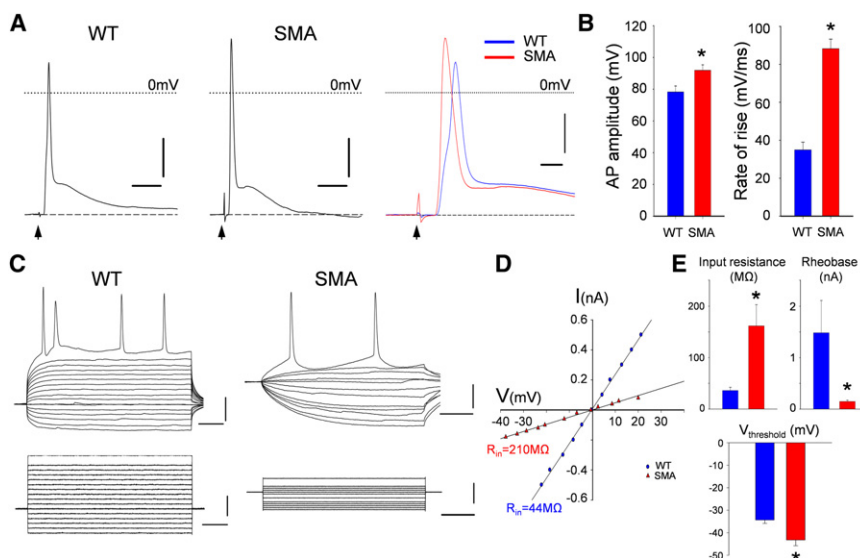 A
WT
SMA
WT
SMA
0mV
0mV
0mV
B
AP amplitude (mV)
120
100
80
60
40
20
0
WT SMA
*
Rate of rise (mV/ms)
100
80
60
40
20
0
WT SMA
*
C
WT
SMA
D
I(nA)
0.6
0.4
0.2
V(mV)
-40 -30 -20 -10
10 20 30
-0.2
-0.4
-0.6
Rin=210MΩ
Rin=44MΩ
WT
SMA
E
Input resistance
(MΩ)
200
100
0
*
Rheobase
(nA)
2
1
0
*
Vthreshold (mV)
0
-10
-20
-30
-40
-50
*